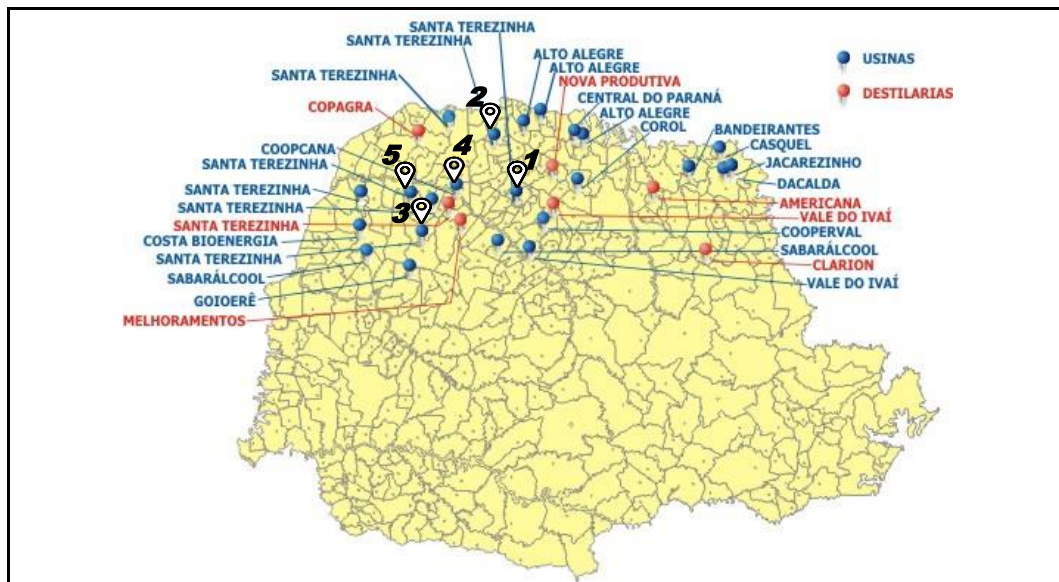 SANTA TEREZINHA
SANTA TEREZINHA
SANTA TEREZINHA
COPAGRA
COOPCANA
SANTA TEREZINHA
SANTA TEREZINHA
SANTA TEREZINHA
SANTA TEREZINHA
COSTA BIOENERGIA
SANTA TEREZINHA
SABARÁLCOOL
GOIOERÊ
MELHORAMENTOS
ALTO ALEGRE
ALTO ALEGRE
NOVA PRODUTIVA
CENTRAL DO PARANÁ
ALTO ALEGRE
COROL
BANDEIRANTES
CASQUEL
JACAREZINHO
DACALDA
AMERICANA
VALE DO IVAÍ
COOPERVAL
SABARÁLCOOL
CLARION
VALE DO IVAÍ
USINAS
DESTILARIAS
2
5
4
1
3